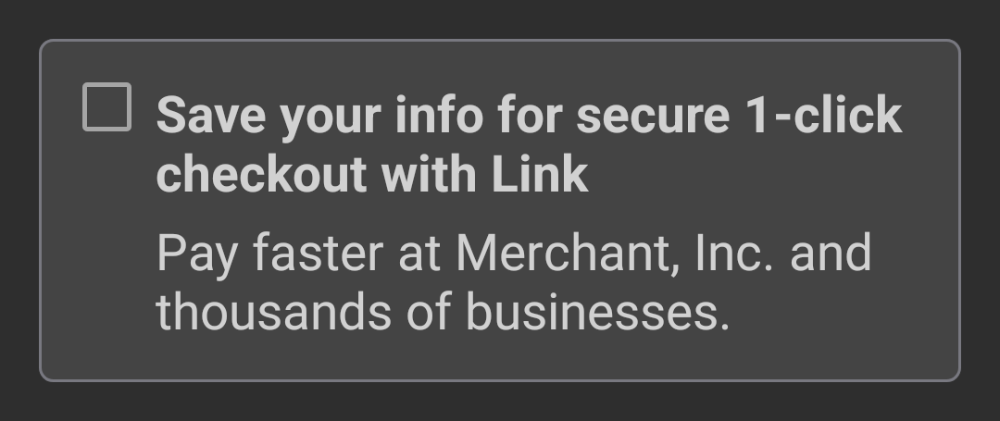 Save your info for secure 1-click
checkout with Link
Pay faster at Merchant, Inc. and
thousands of businesses.